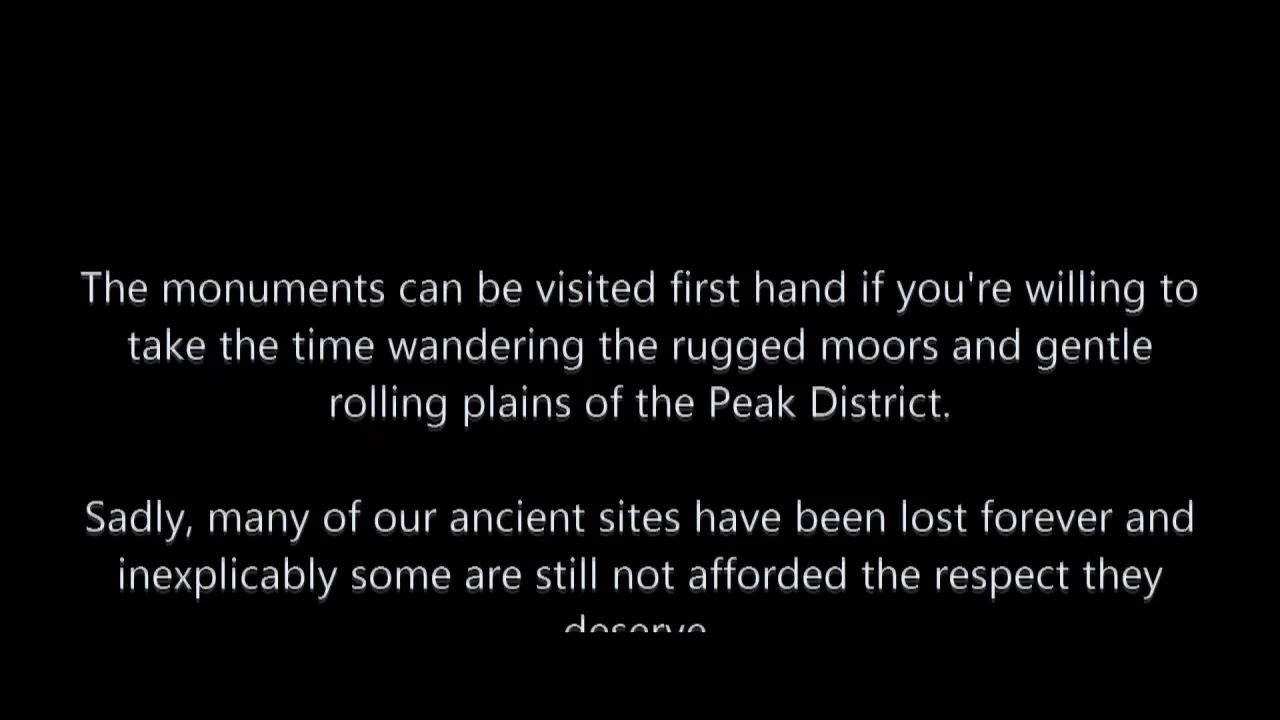 The monuments can be visited first hand if you're willing to
take the time wandering the rugged moors and gentle
rolling plains of the Peak District.
Sadly, many of our ancient sites have been lost forever and
inexplicably some are still not afforded the respect they
deserve